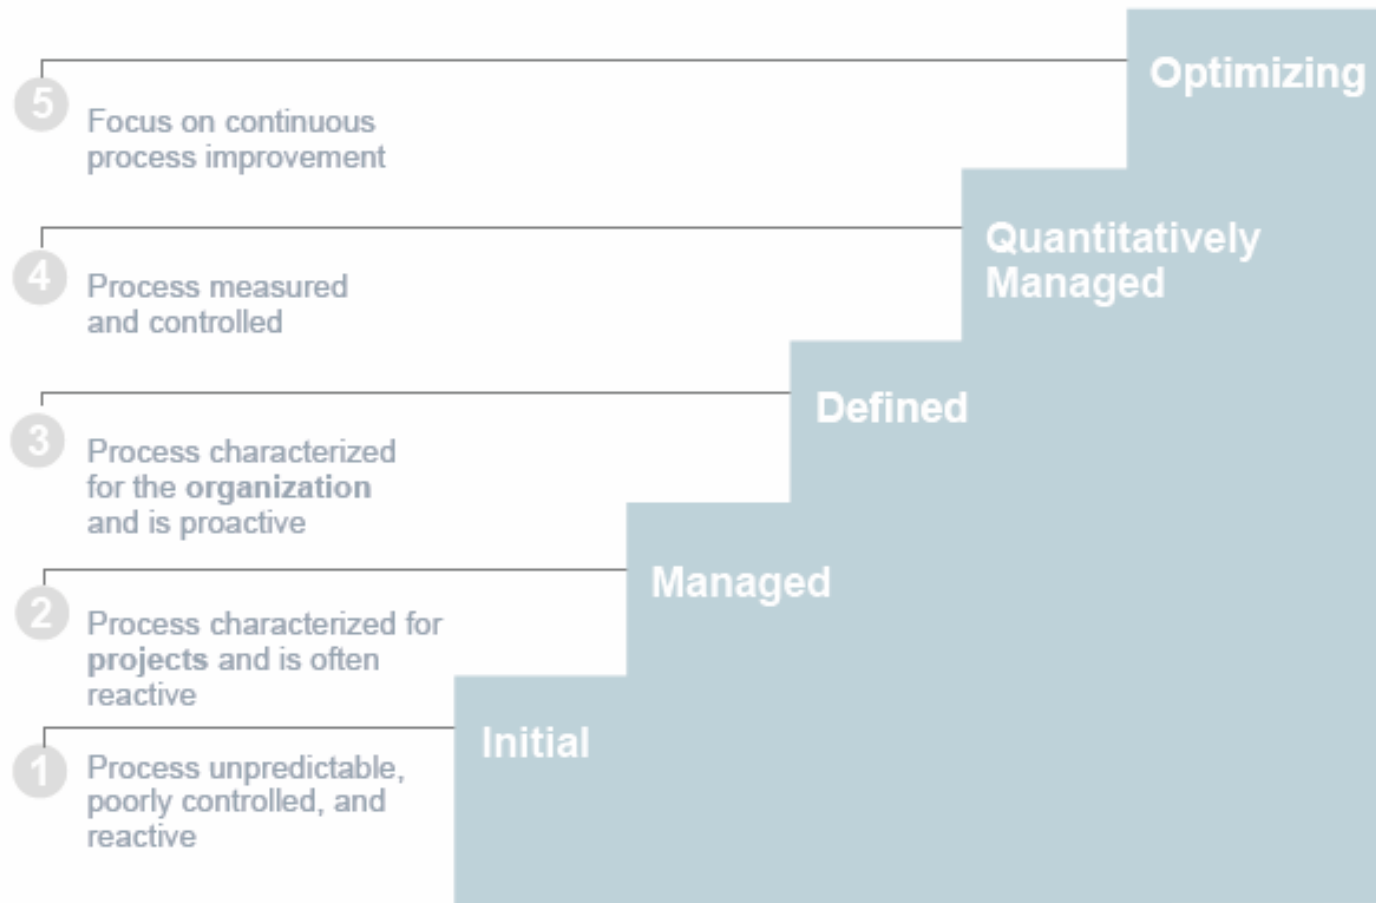 Optimizing
5
Focus on continuous
process improvement
Quantitatively
Managed
4
Process measured
and controlled
Defined
3
Process characterized
for the organization
and is proactive
Managed
2
Process characterized for
projects and is often
reactive
Initial
1
Process unpredictable,
poorly controlled, and
reactive